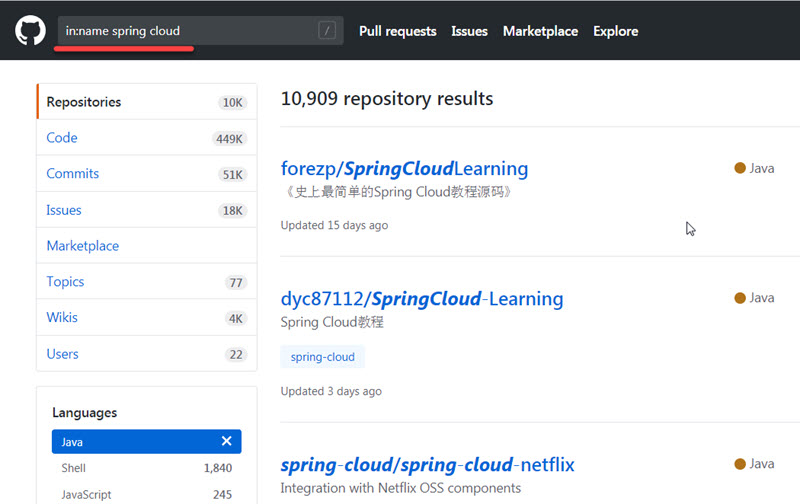 in:name spring cloud /
Pull requests Issues Marketplace Explore
Repositories 10K
Code 449K
Commits 51K
Issues 18K
Marketplace
Topics 77
Wikis 4K
Users 22
Languages
Java
Shell 1,840
JavaScript 245
10,909 repository results
forezp/SpringCloudLearning Java
《史上最简单的Spring Cloud教程源码》
Updated 15 days ago
dyc87112/SpringCloud-Learning Java
Spring Cloud教程
spring-cloud
Updated 3 days ago
spring-cloud/spring-cloud-netflix Java
Integration with Netflix OSS components